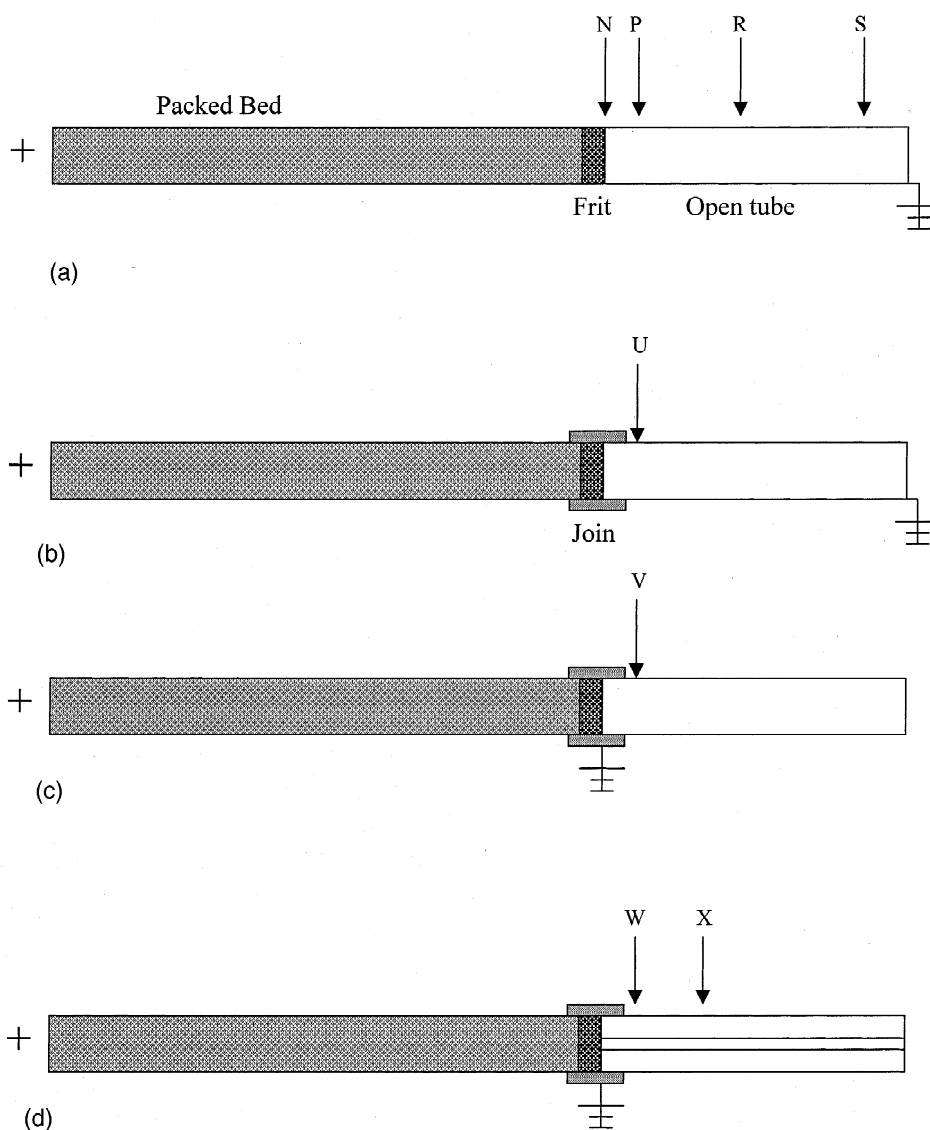 N P R S
Packed Bed
+
Frit Open tube
(a)
U
+
Join
(b)
V
+
(c)
W X
+
(d)